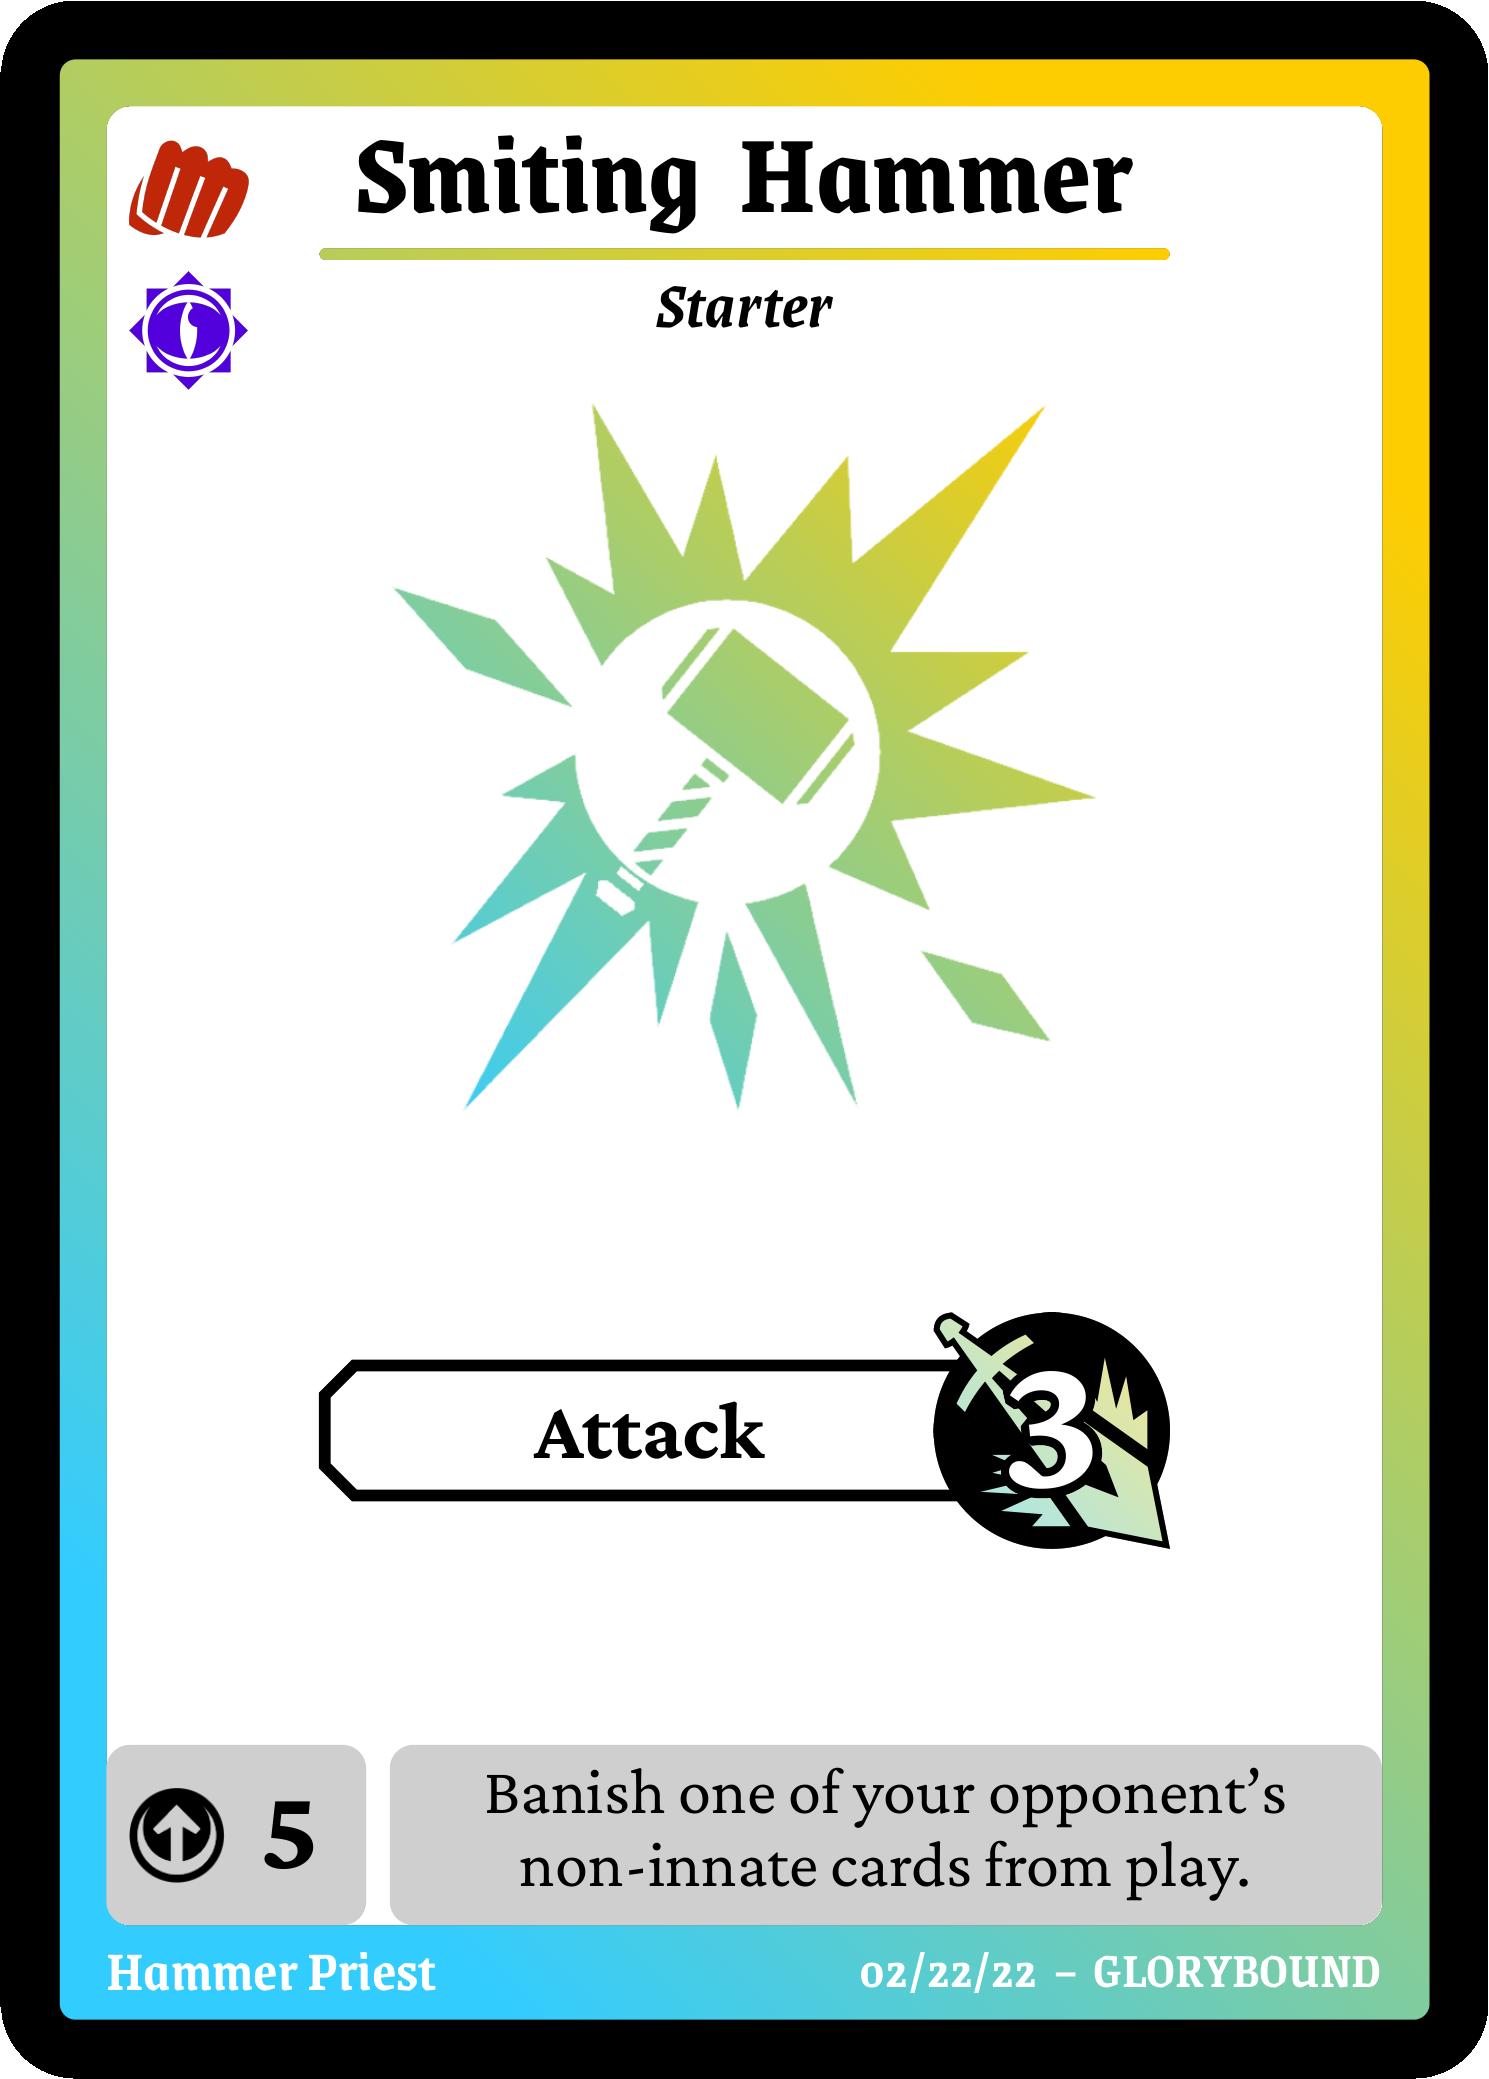 Smiting Hammer
Starter
Attack
3
5
Banish one of your opponent’s
non-innate cards from play.
Hammer Priest
02/22/22 – GLORYBOUND